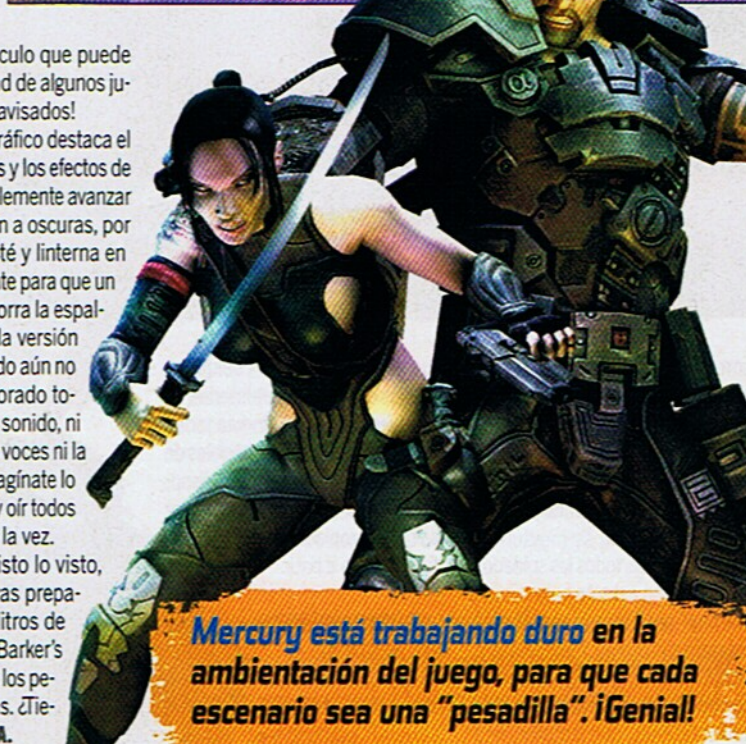 culo que puede
d de algunos ju-
avisados!
ráfico destaca el
s y los efectos de
lemente avanzar
n a oscuras, por
té y linterna en
te para que un
orra la espal-
la versión
do aún no
orado to-
sonido, ni
voces ni la
agínate lo
y oír todos
la vez.
isto lo visto,
as prepa-
litros de
Barker's
los pe-
s. ¿Tie-
A.
Mercury está trabajando duro en la
ambientación del juego, para que cada
escenario sea una "pesadilla". ¡Genial!